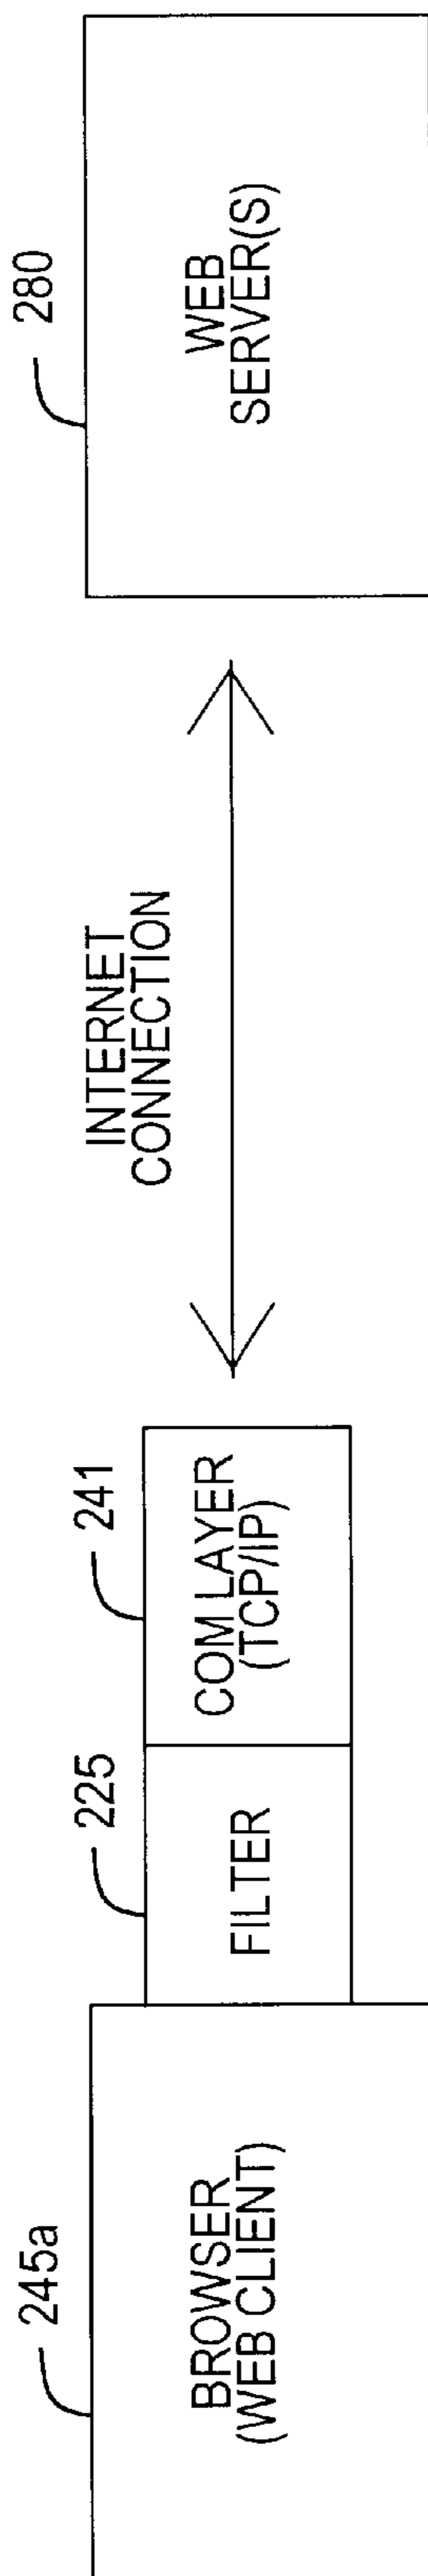 245a
BROWSER
(WEB CLIENT)
225
FILTER
241
COM LAYER
(TCP/IP)
INTERNET
CONNECTION
280
WEB
SERVER(S)